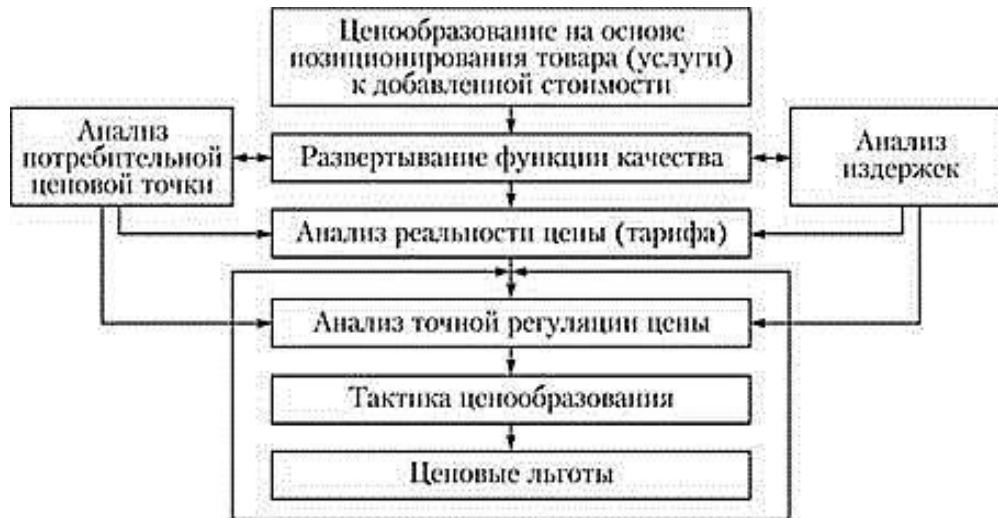 Ценообразование на основе
позиционирования товара (услуги)
к добавленной стоимости
Анализ
потребительной
ценовой точки
Развертывание функции качества
Анализ
издержек
Анализ реальности цены (тарифа)
Анализ точной регуляции цены
Тактика ценообразования
Ценовые льготы